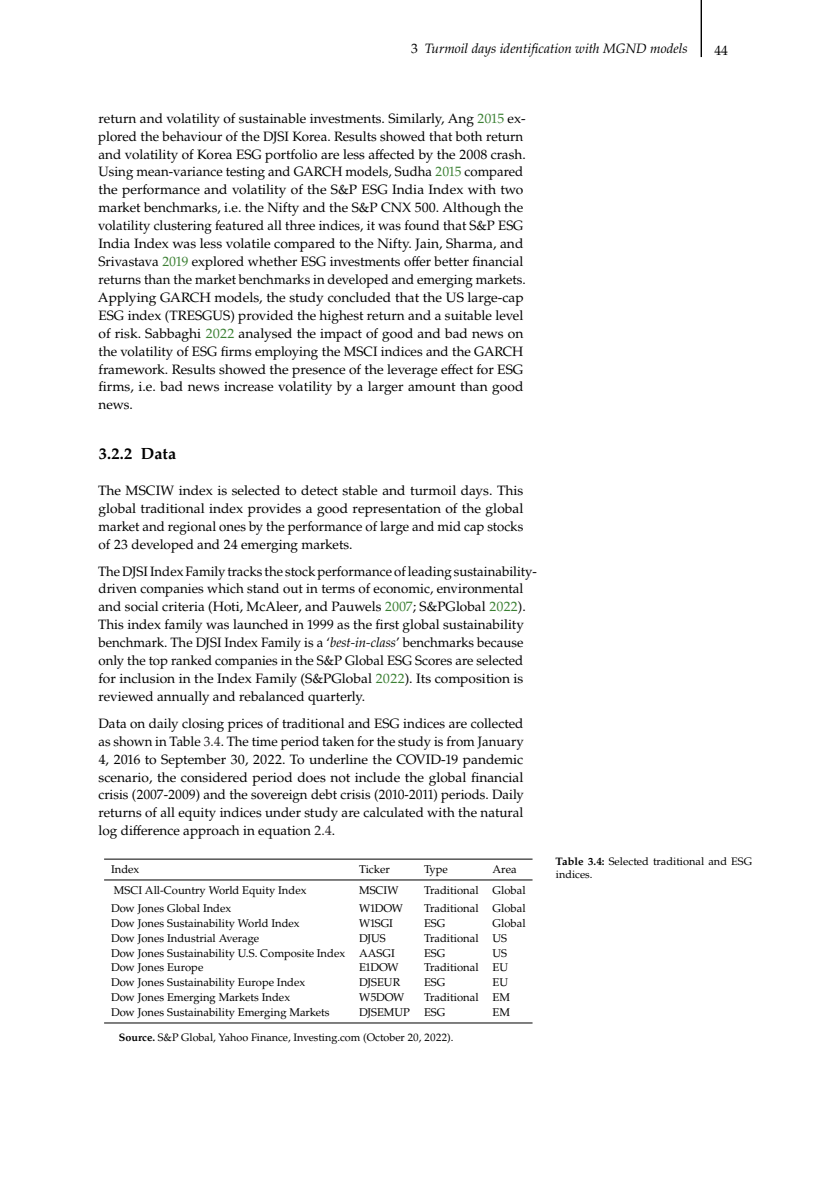 3 Turmoil days identification with MGND models 44
return and volatility of sustainable investments. Similarly, Ang 2015 ex-
plored the behaviour of the DJSI Korea. Results showed that both return
and volatility of Korea ESG portfolio are less affected by the 2008 crash.
Using mean-variance testing and GARCH models, Sudha 2015 compared
the performance and volatility of the S&P ESG India Index with two
market benchmarks, i.e. the Nifty and the S&P CNX 500. Although the
volatility clustering featured all three indices, it was found that S&P ESG
India Index was less volatile compared to the Nifty. Jain, Sharma, and
Srivastava 2019 explored whether ESG investments offer better financial
returns than the market benchmarks in developed and emerging markets.
Applying GARCH models, the study concluded that the US large-cap
ESG index (TRESGUS) provided the highest return and a suitable level
of risk. Sabbaghi 2022 analysed the impact of good and bad news on
the volatility of ESG firms employing the MSCI indices and the GARCH
framework. Results showed the presence of the leverage effect for ESG
firms, i.e. bad news increase volatility by a larger amount than good
news.
3.2.2 Data
The MSCIW index is selected to detect stable and turmoil days. This
global traditional index provides a good representation of the global
market and regional ones by the performance of large and mid cap stocks
of 23 developed and 24 emerging markets.
The DJSI Index Family tracks the stock performance of leading sustainability-
driven companies which stand out in terms of economic, environmental
and social criteria (Hoti, McAleer, and Pauwels 2007; S&PGlobal 2022).
This index family was launched in 1999 as the first global sustainability
benchmark. The DJSI Index Family is a ‘best-in-class’ benchmarks because
only the top ranked companies in the S&P Global ESG Scores are selected
for inclusion in the Index Family (S&PGlobal 2022). Its composition is
reviewed annually and rebalanced quarterly.
Data on daily closing prices of traditional and ESG indices are collected
as shown in Table 3.4. The time period taken for the study is from January
4, 2016 to September 30, 2022. To underline the COVID-19 pandemic
scenario, the considered period does not include the global financial
crisis (2007-2009) and the sovereign debt crisis (2010-2011) periods. Daily
returns of all equity indices under study are calculated with the natural
log difference approach in equation 2.4.
Table 3.4: Selected traditional and ESG
indices.
Index Ticker Type Area
MSCI All-Country World Equity Index MSCIW Traditional Global
Dow Jones Global Index W1DOW Traditional Global
Dow Jones Sustainability World Index W1SGI ESG Global
Dow Jones Industrial Average DJUS Traditional US
Dow Jones Sustainability U.S. Composite Index AASGI ESG US
Dow Jones Europe E1DOW Traditional EU
Dow Jones Sustainability Europe Index DJSEUR ESG EU
Dow Jones Emerging Markets Index W5DOW Traditional EM
Dow Jones Sustainability Emerging Markets DJSEMUP ESG EM
Source. S&P Global, Yahoo Finance, Investing.com (October 20, 2022).